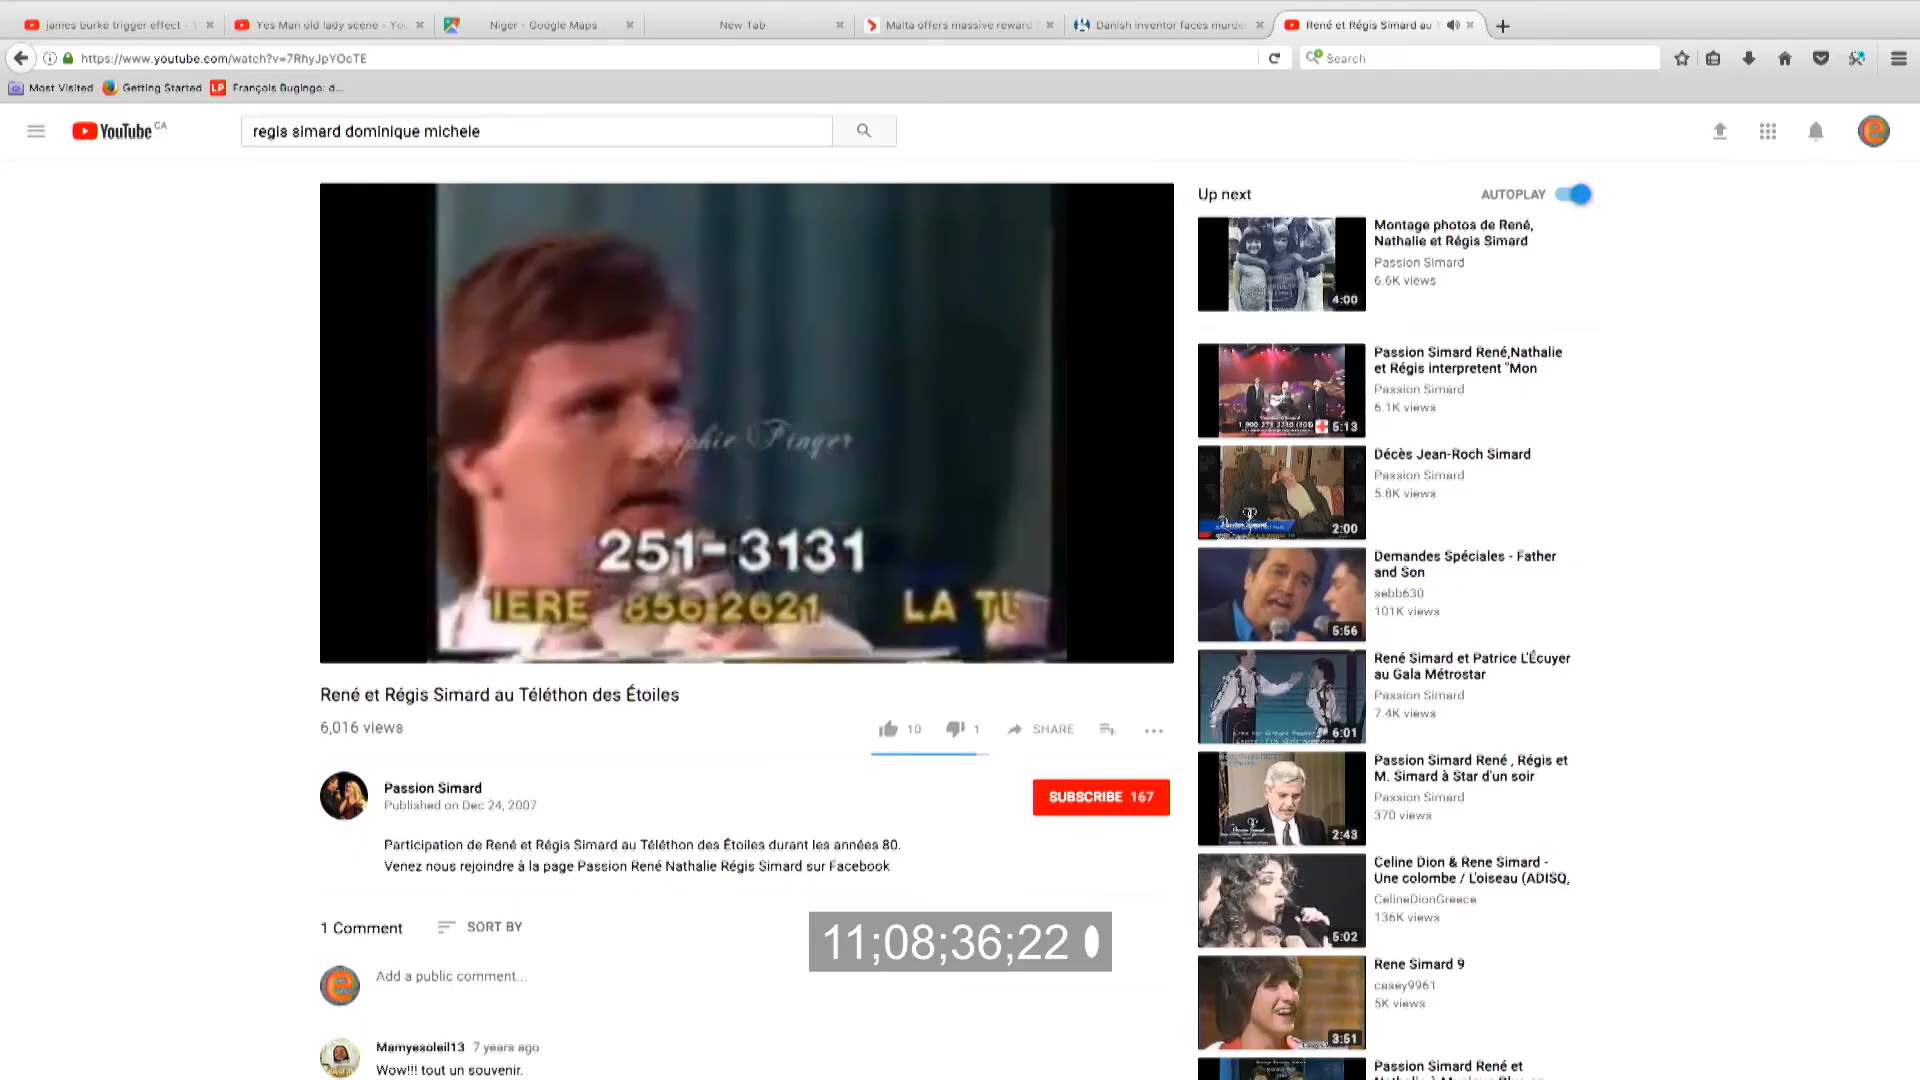 james burke trigger effect -
Yes Man old lady scene - You
Niger - Google Maps
New Tab
Malta offers massive reward
Danish inventor faces murde
René et Régis Simard au
https://www.youtube.com/watch?v=7RhyJpYOcTE
Search
Most Visited
Getting Started
LP
François Bugingo: d...
YouTube CA
regis simard dominique michele
Sophie Finger
251-3131
IERE 856 2621 LA TU
René et Régis Simard au Téléthon des Étoiles
6,016 views
10
1
SHARE
Passion Simard
Published on Dec 24, 2007
SUBSCRIBE 167
Participation de René et Régis Simard au Téléthon des Étoiles durant les années 80.
Venez nous rejoindre à la page Passion René Nathalie Régis Simard sur Facebook
1 Comment
SORT BY
11;08;36;22
Add a public comment...
Mamyesoleil13 7 years ago
Wow!!! tout un souvenir.
Up next
AUTOPLAY
Montage photos de René,
Nathalie et Régis Simard
Passion Simard
6.6K views
4:00
Passion Simard René,Nathalie
et Régis interpretent "Mon
Passion Simard
6.1K views
5:13
Décès Jean-Roch Simard
Passion Simard
5.8K views
2:00
Demandes Spéciales - Father
and Son
sebb630
101K views
5:56
René Simard et Patrice L'Écuyer
au Gala Métrostar
Passion Simard
7.4K views
6:01
Passion Simard René , Régis et
M. Simard à Star d'un soir
Passion Simard
370 views
2:43
Celine Dion & Rene Simard -
Une colombe / L'oiseau (ADISQ,
CelineDionGreece
136K views
5:02
Rene Simard 9
casey9961
5K views
3:51
Passion Simard René et